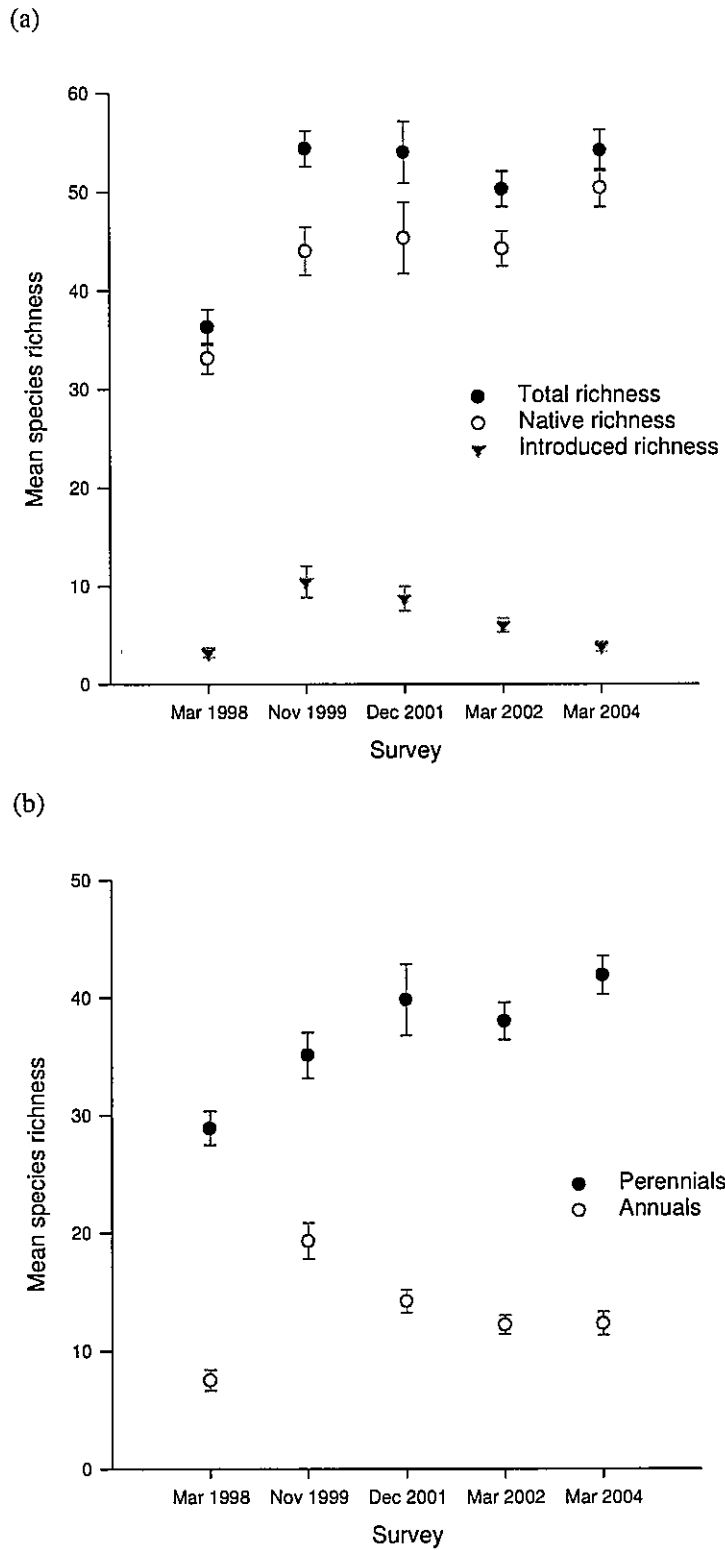 (a)
60
50
40
30
20
10
0
Mean species richness
Total richness
Native richness
Introduced richness
Mar 1998 Nov 1999 Dec 2001 Mar 2002 Mar 2004
Survey
(b)
50
40
30
20
10
0
Mean species richness
Perennials
Annuals
Mar 1998 Nov 1999 Dec 2001 Mar 2002 Mar 2004
Survey